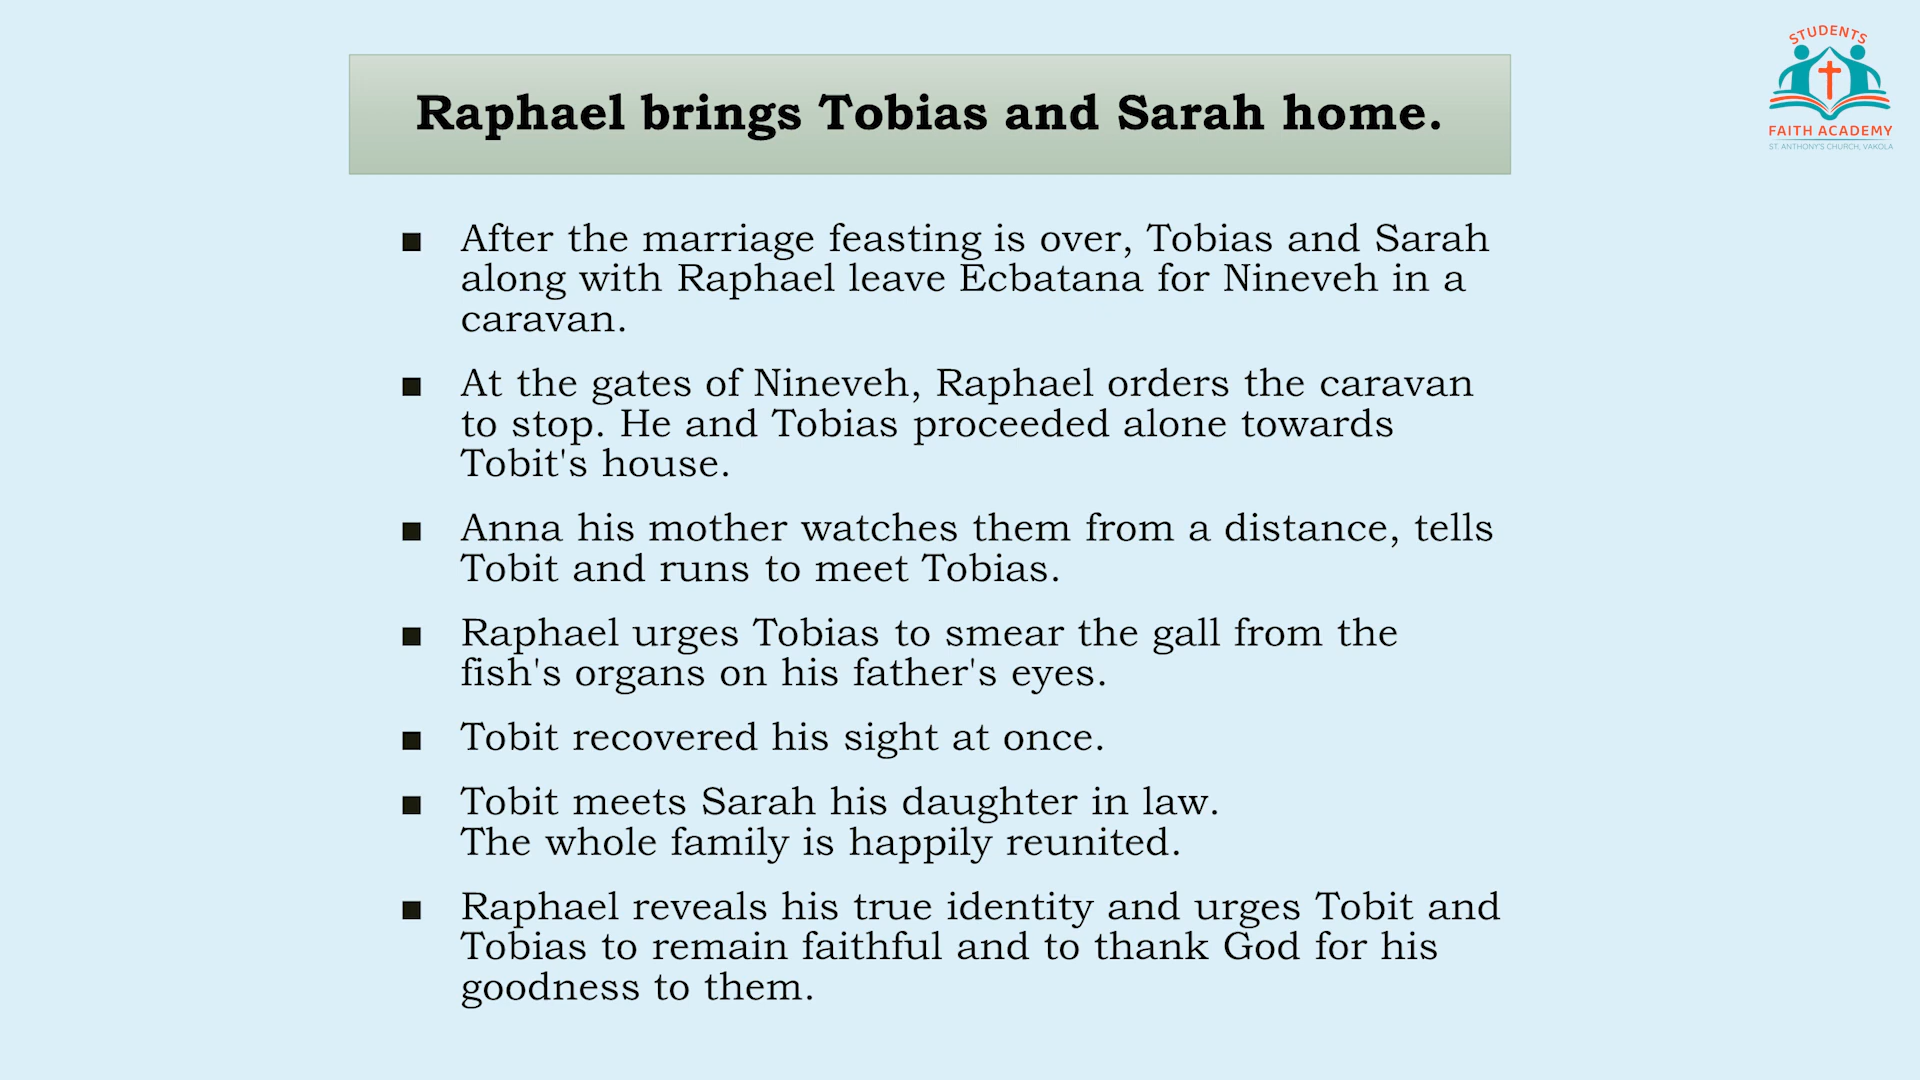 STUDENTS
FAITH ACADEMY
ST. ANTHONY'S CHURCH, VAKOLA
Raphael brings Tobias and Sarah home.
■ After the marriage feasting is over, Tobias and Sarah
along with Raphael leave Ecbatana for Nineveh in a
caravan.
■ At the gates of Nineveh, Raphael orders the caravan
to stop. He and Tobias proceeded alone towards
Tobit's house.
■ Anna his mother watches them from a distance, tells
Tobit and runs to meet Tobias.
■ Raphael urges Tobias to smear the gall from the
fish's organs on his father's eyes.
■ Tobit recovered his sight at once.
■ Tobit meets Sarah his daughter in law.
The whole family is happily reunited.
■ Raphael reveals his true identity and urges Tobit and
Tobias to remain faithful and to thank God for his
goodness to them.